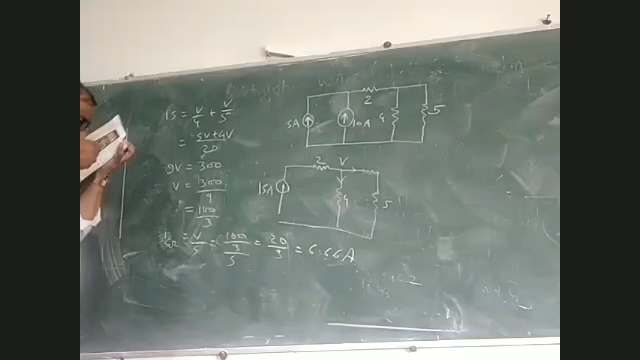 15 = V/4 + V/5
= 5V+4V/20
9V = 300
V = 300/9
= 100/3
= V/5 = 100/3/5 = 20/3 = 6.66A
5A
10A
2
4
5
15A
2
V
4
5